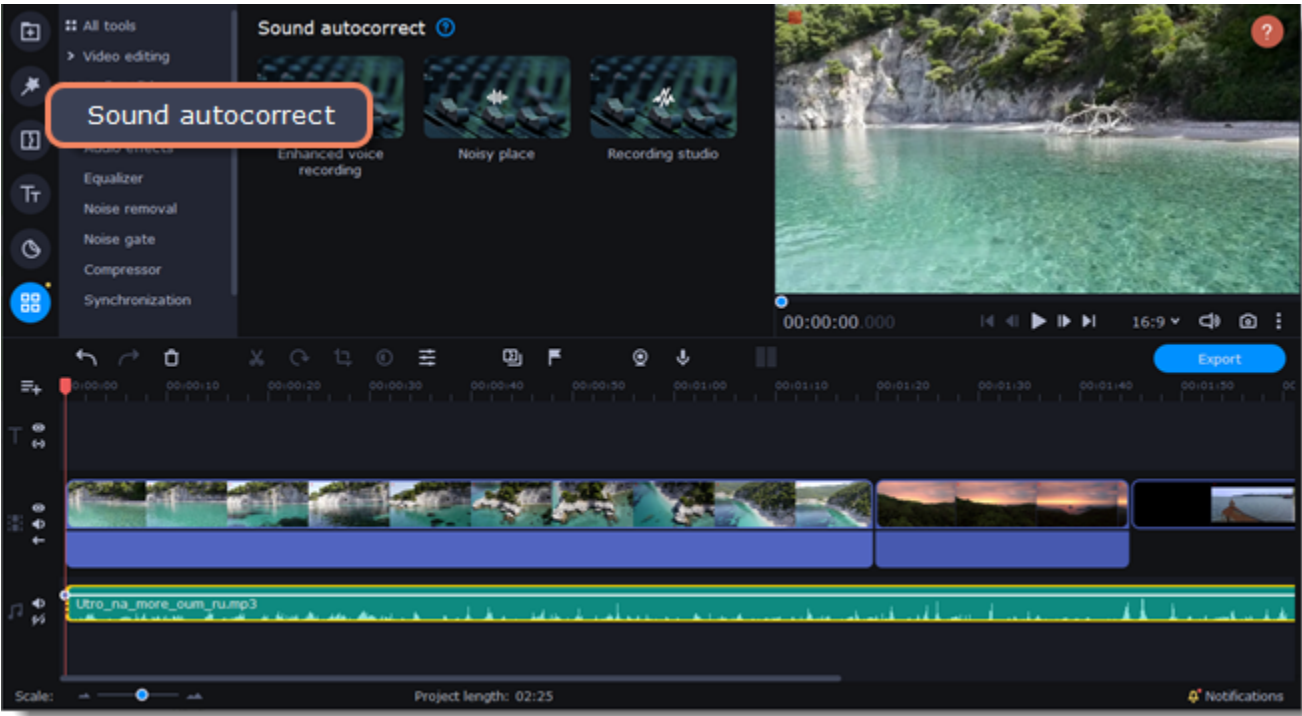 All tools
Video editing
Sound autocorrect
Audio effects
Equalizer
Noise removal
Noise gate
Compressor
Synchronization
Sound autocorrect ?
Enhanced voice
recording
Noisy place
Recording studio
?
00:00:00.000
16:9
Export
0:00:00
00:00:10
00:00:20
00:00:30
00:00:40
00:00:50
00:01:00
00:01:10
00:01:20
00:01:30
00:01:40
00:01:50
Utro_na_more_oum_ru.mp3
Scale:
Project length: 02:25
Notifications